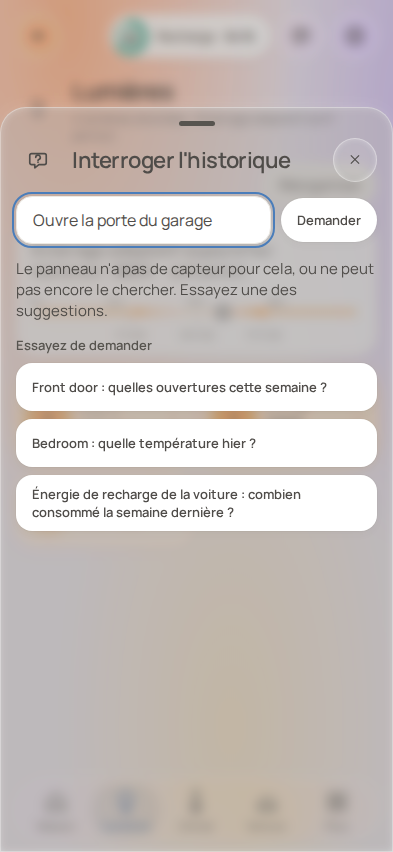 Lumières
Interroger l'historique
Ouvre la porte du garage
Demander
Le panneau n'a pas de capteur pour cela, ou ne peut
pas encore le chercher. Essayez une des
suggestions.
Essayez de demander
Front door : quelles ouvertures cette semaine ?
Bedroom : quelle température hier ?
Énergie de recharge de la voiture : combien
consommé la semaine dernière ?